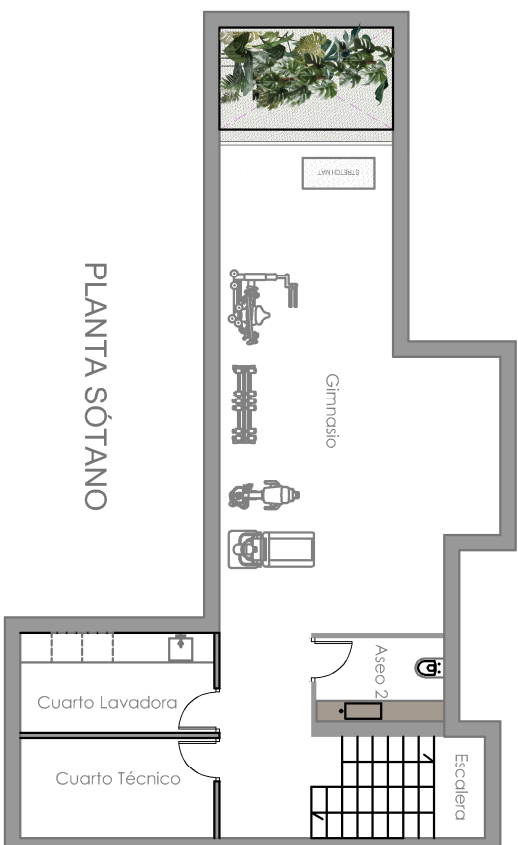 STRETCH MAT
PLANTA SÓTANO
Gimnasio
Aseo 2
Cuarto Lavadora
Cuarto Técnico
Escalera